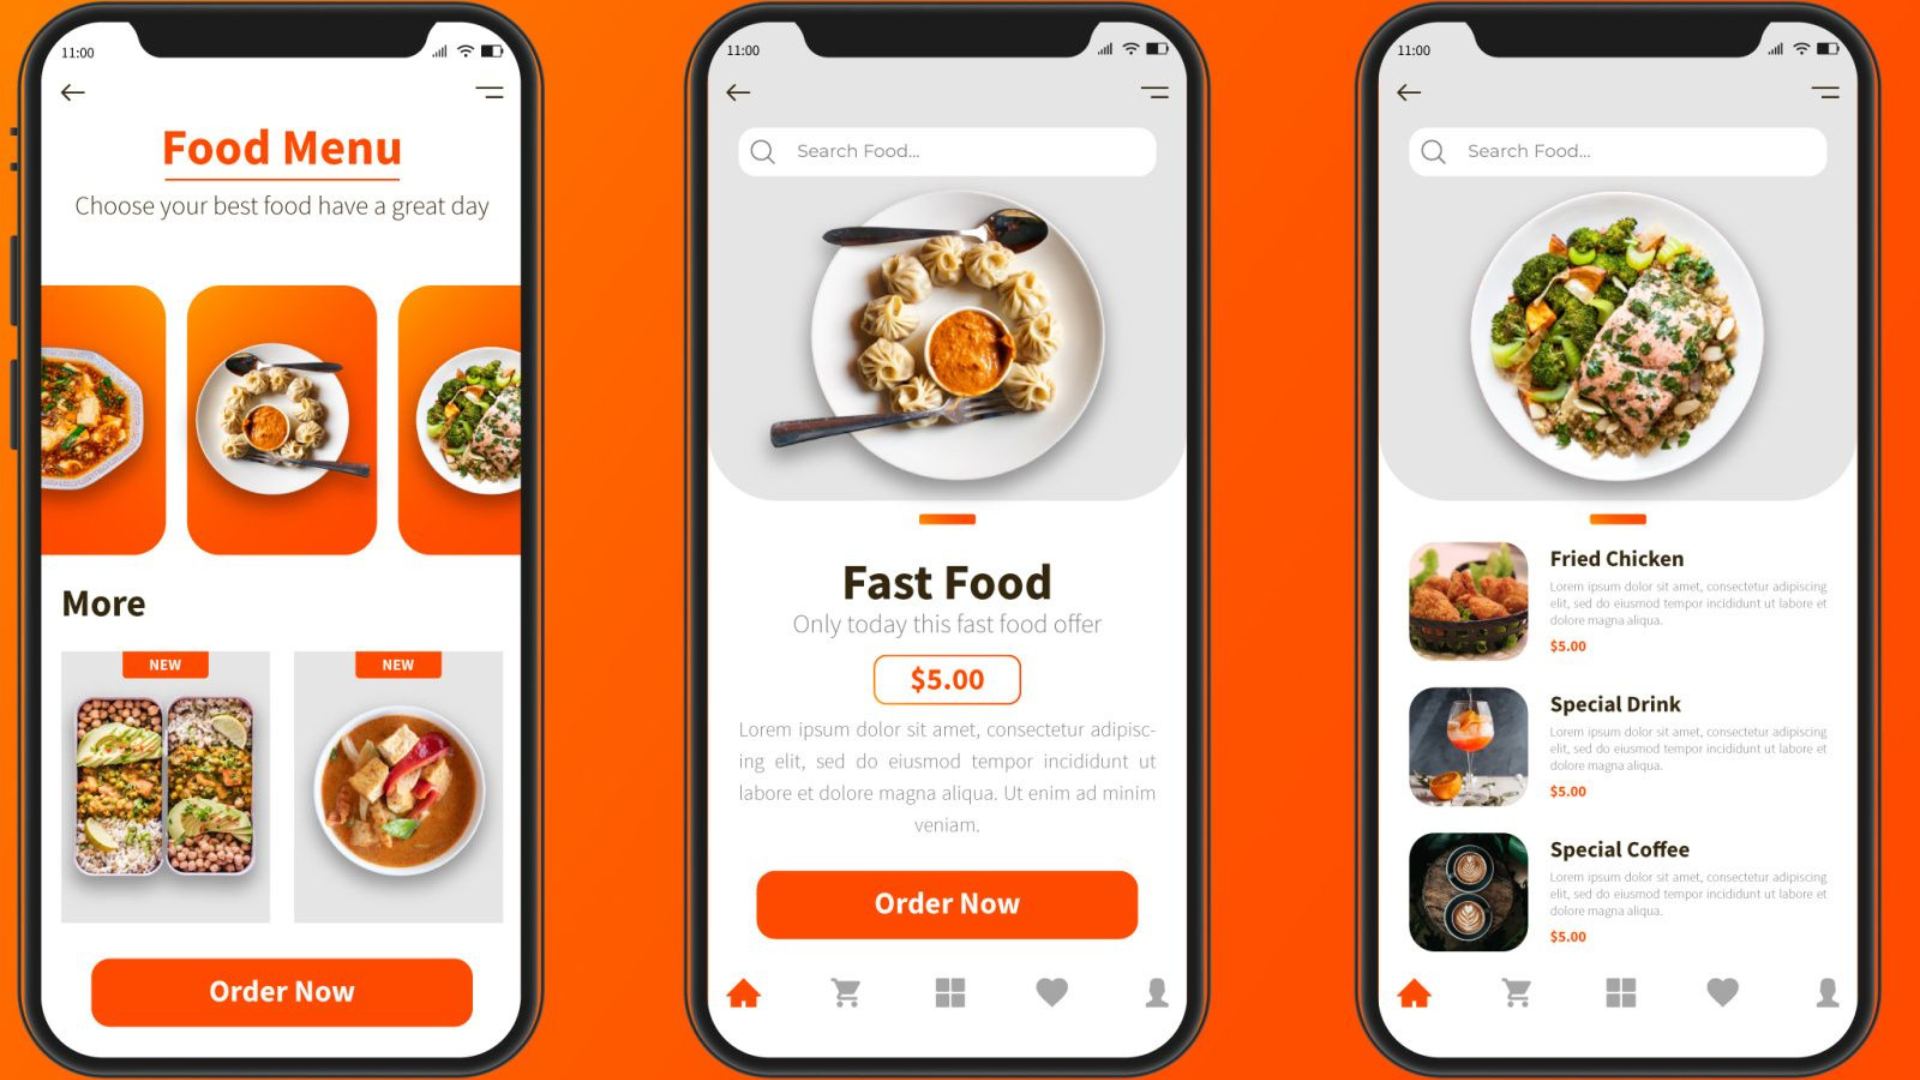 11:00
Food Menu
Choose your best food have a great day
More
NEW
NEW
Order Now
11:00
Search Food...
Fast Food
Only today this fast food offer
$5.00
Lorem ipsum dolor sit amet, consectetur adipisc-
ing elit, sed do eiusmod tempor incididunt ut
labore et dolore magna aliqua. Ut enim ad minim
veniam.
Order Now
11:00
Search Food...
Fried Chicken
Lorem ipsum dolor sit amet, consectetur adipiscing
elit, sed do eiusmod tempor incididunt ut labore et
dolore magna aliqua.
$5.00
Special Drink
Lorem ipsum dolor sit amet, consectetur adipiscing
elit, sed do eiusmod tempor incididunt ut labore et
dolore magna aliqua.
$5.00
Special Coffee
Lorem ipsum dolor sit amet, consectetur adipiscing
elit, sed do eiusmod tempor incididunt ut labore et
dolore magna aliqua.
$5.00